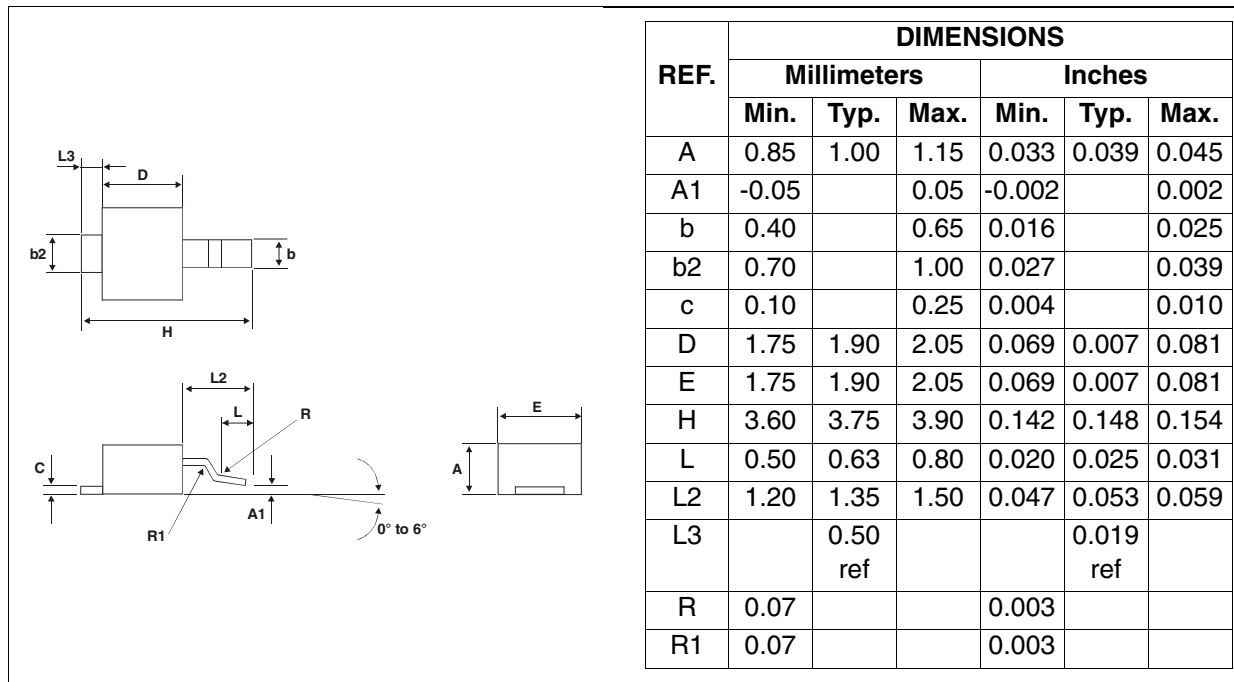 L3
D
b2
b
H
L2
L
R
C
A1
R1
0° to 6°
E
A
DIMENSIONS
REF. Millimeters Inches
Min. Typ. Max. Min. Typ. Max.
A 0.85 1.00 1.15 0.033 0.039 0.045
A1 -0.05 0.05 -0.002 0.002
b 0.40 0.65 0.016 0.025
b2 0.70 1.00 0.027 0.039
c 0.10 0.25 0.004 0.010
D 1.75 1.90 2.05 0.069 0.007 0.081
E 1.75 1.90 2.05 0.069 0.007 0.081
H 3.60 3.75 3.90 0.142 0.148 0.154
L 0.50 0.63 0.80 0.020 0.025 0.031
L2 1.20 1.35 1.50 0.047 0.053 0.059
L3 0.50 0.019
ref ref
R 0.07 0.003
R1 0.07 0.003